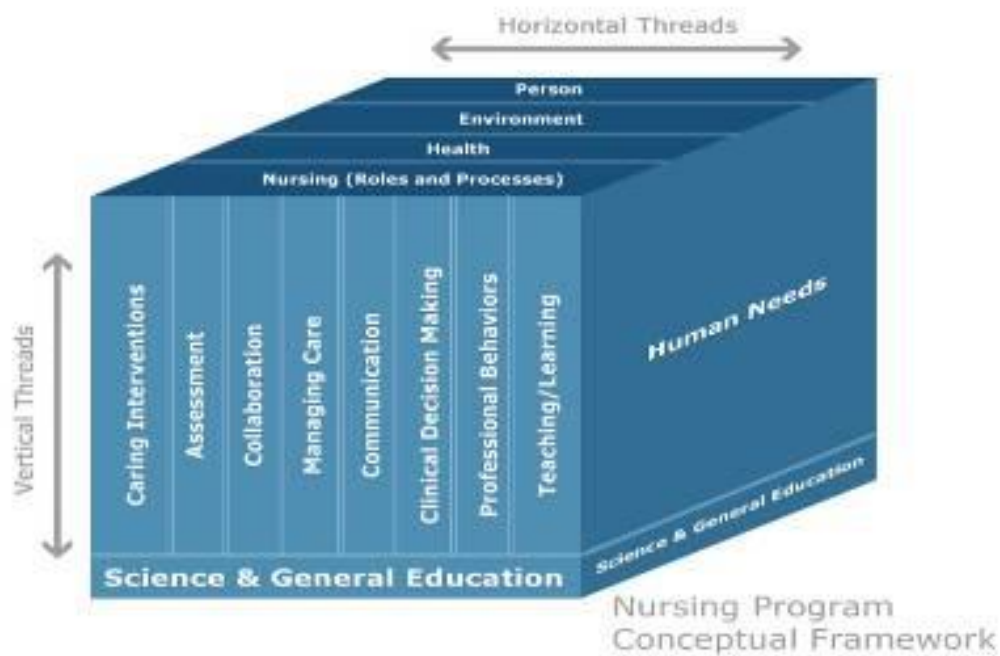 Horizontal Threads
Person
Environment
Health
Nursing (Roles and Processes)
Vertical Threads
Caring Interventions
Assessment
Collaboration
Managing Care
Communication
Clinical Decision Making
Professional Behaviors
Teaching/Learning
Human Needs
Science & General Education
Science & General Education
Nursing Program
Conceptual Framework